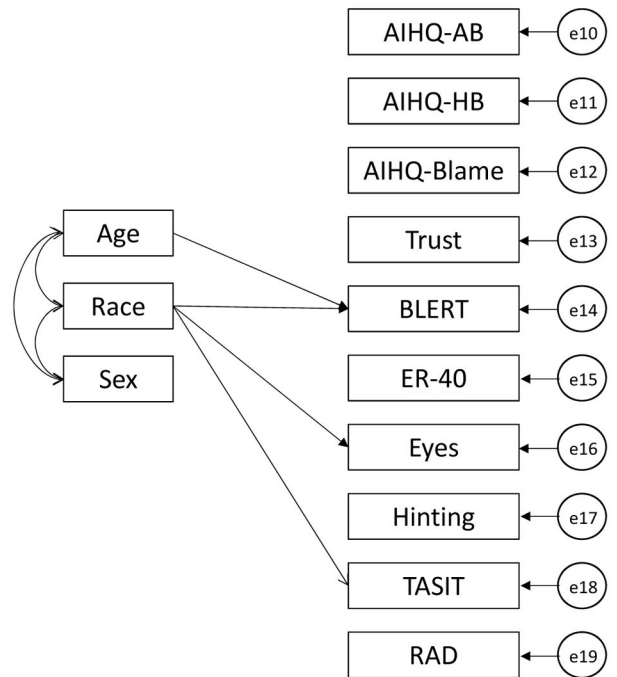 AIHQ-AB e10
AIHQ-HB e11
AIHQ-Blame e12
Age
Trust e13
Race
BLERT e14
Sex
ER-40 e15
Eyes e16
Hinting e17
TASIT e18
RAD e19